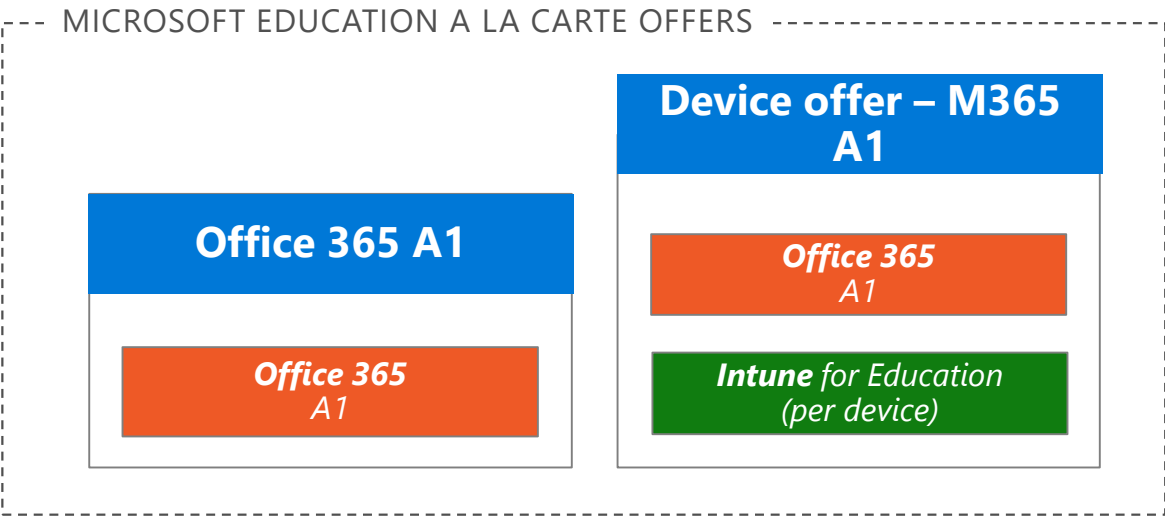 MICROSOFT EDUCATION A LA CARTE OFFERS
Office 365 A1
Office 365
A1
Device offer – M365
A1
Office 365
A1
Intune for Education
(per device)